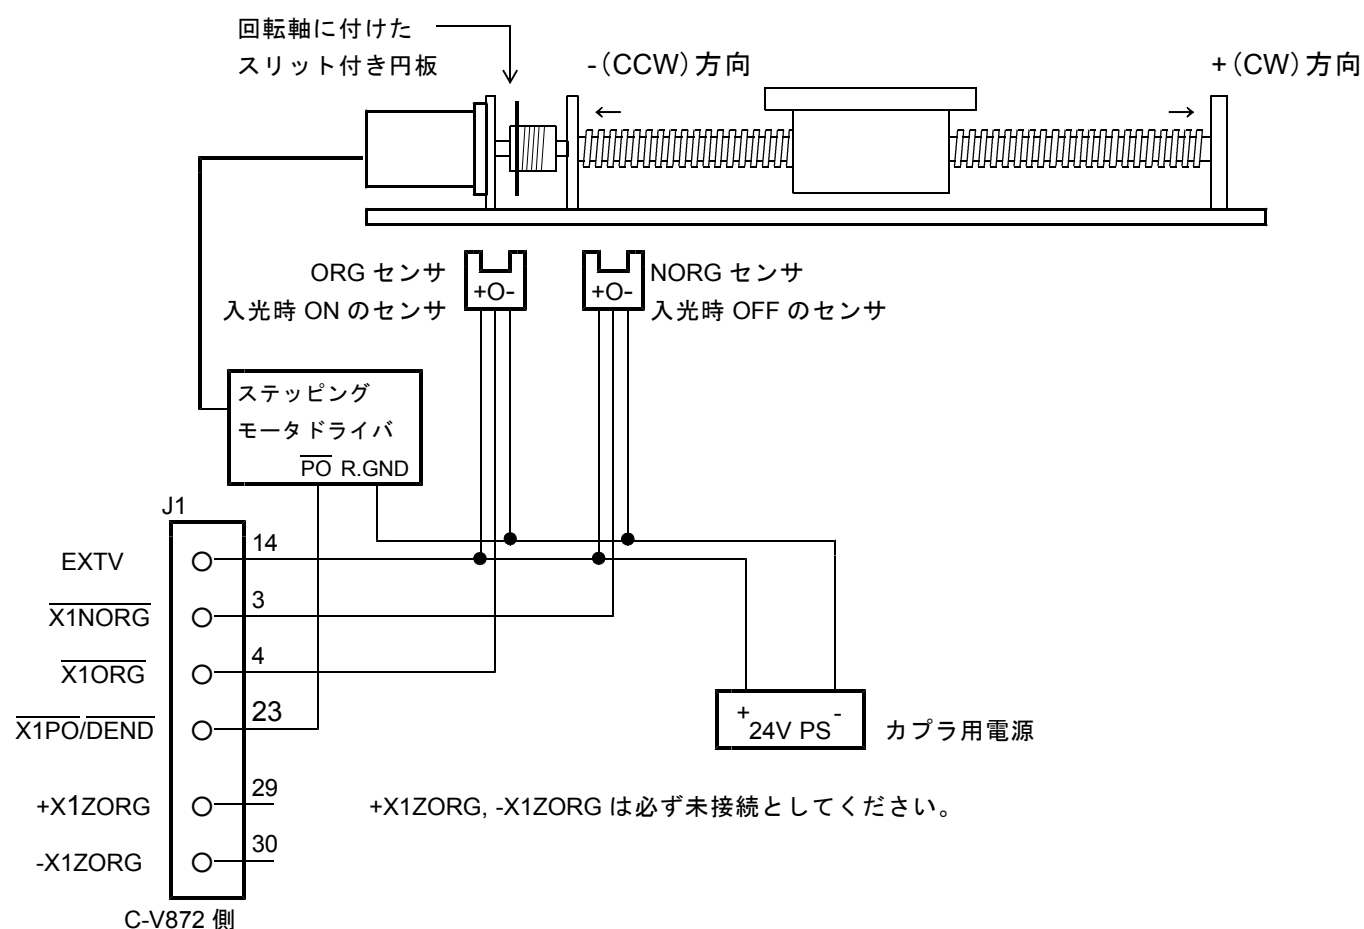 回転軸に付けた
スリット付き円板
-(CCW)方向
+(CW)方向
ORG センサ
入光時 ON のセンサ
+O-
+O-
NORG センサ
入光時 OFF のセンサ
ステッピング
モータドライバ
PO R.GND
J1
EXTV
14
X1NORG
3
X1ORG
4
X1PO/DEND
23
+ -
24V PS
カプラ用電源
+X1ZORG
29
+X1ZORG, -X1ZORG は必ず未接続としてください。
-X1ZORG
30
C-V872 側